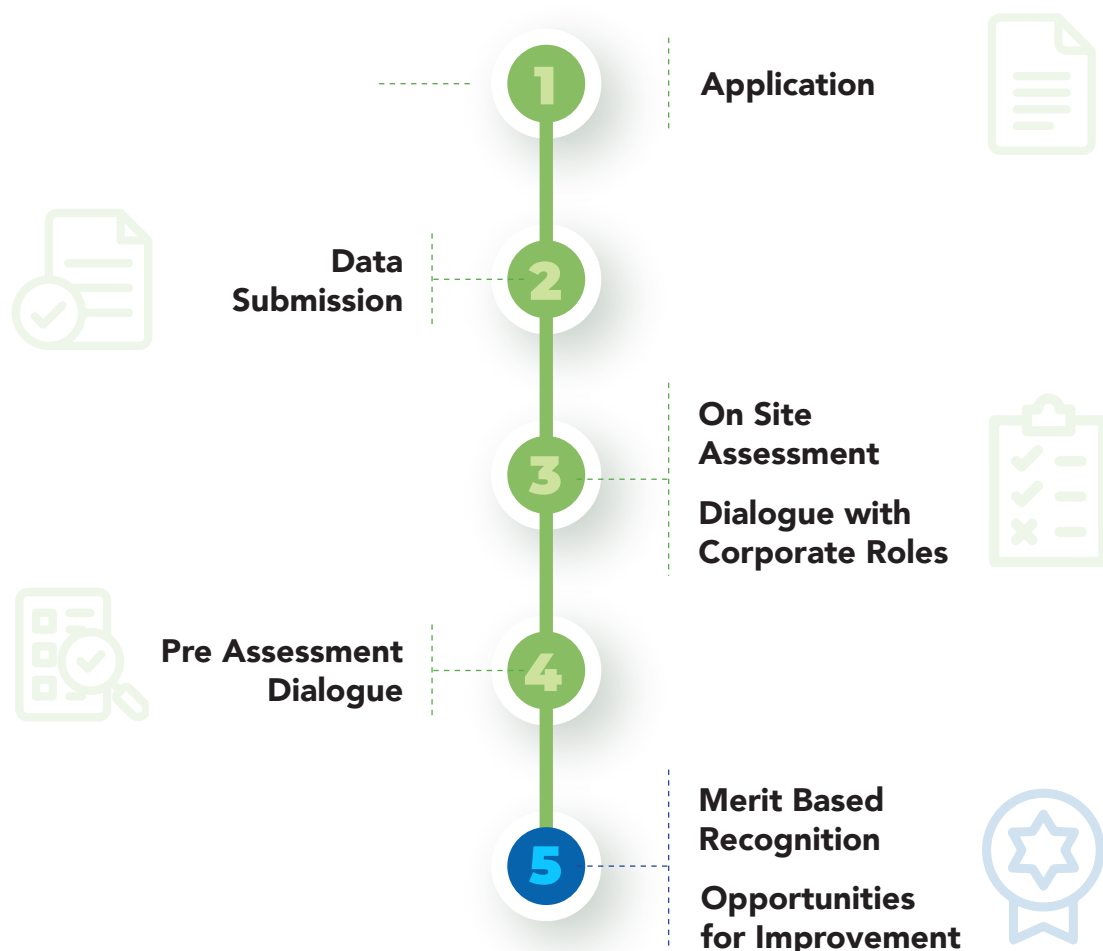 1
Application
2
Data
Submission
3
On Site
Assessment
Dialogue with
Corporate Roles
4
Pre Assessment
Dialogue
5
Merit Based
Recognition
Opportunities
for Improvement